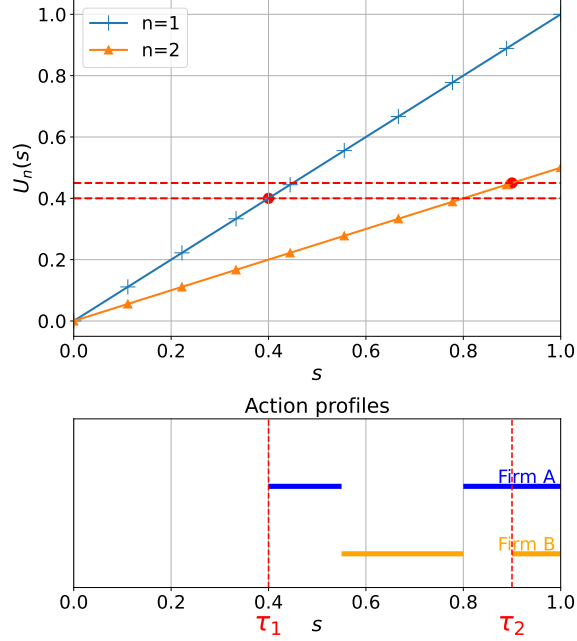 1.0
n=1
n=2
0.8
0.6
0.4
0.2
0.0
U_n(s)
0.0 0.2 0.4 0.6 0.8 1.0
s
Action profiles
Firm A
Firm B
0.0 0.2 0.4 0.6 0.8 1.0
τ₁ s τ₂